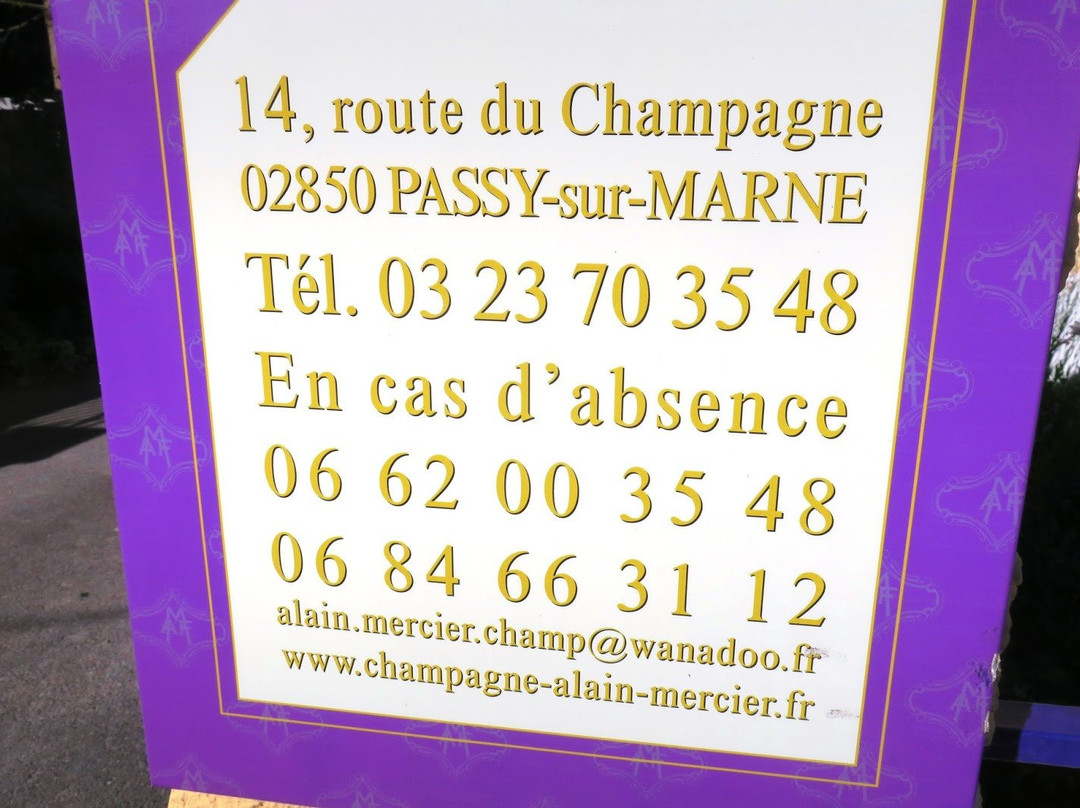 14, route du Champagne
02850 PASSY-sur-MARNE
Tél. 03 23 70 35 48
En cas d'absence
06 62 00 35 48
06 84 66 31 12
alain.mercier.champ@wanadoo.fr
www.champagne-alain-mercier.fr